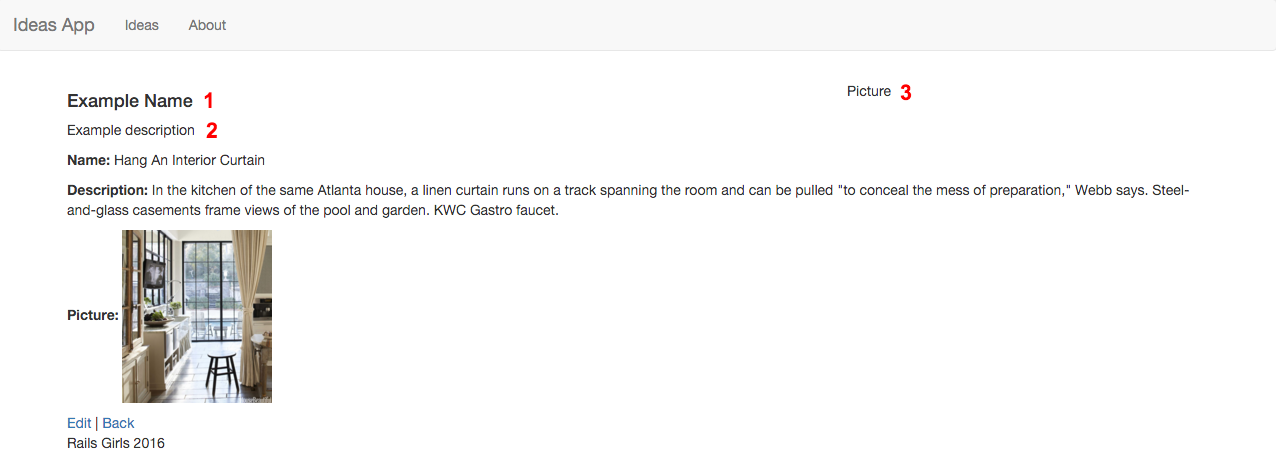 Ideas App Ideas About
Example Name 1
Picture 3
Example description 2
Name: Hang An Interior Curtain
Description: In the kitchen of the same Atlanta house, a linen curtain runs on a track spanning the room and can be pulled "to conceal the mess of preparation," Webb says. Steel-
and-glass casements frame views of the pool and garden. KWC Gastro faucet.
Picture:
Edit | Back
Rails Girls 2016